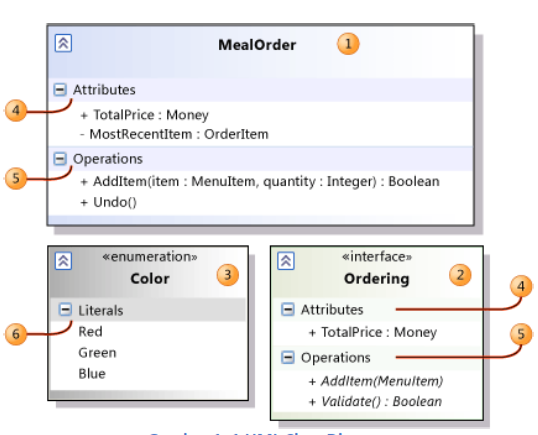 MealOrder 1
4 Attributes
+ TotalPrice : Money
- MostRecentItem : OrderItem
5 Operations
+ AddItem(item : MenuItem, quantity : Integer) : Boolean
+ Undo()
«enumeration»
Color 3
6 Literals
Red
Green
Blue
«interface»
Ordering 2
Attributes 4
+ TotalPrice : Money
Operations 5
+ AddItem(MenuItem)
+ Validate() : Boolean